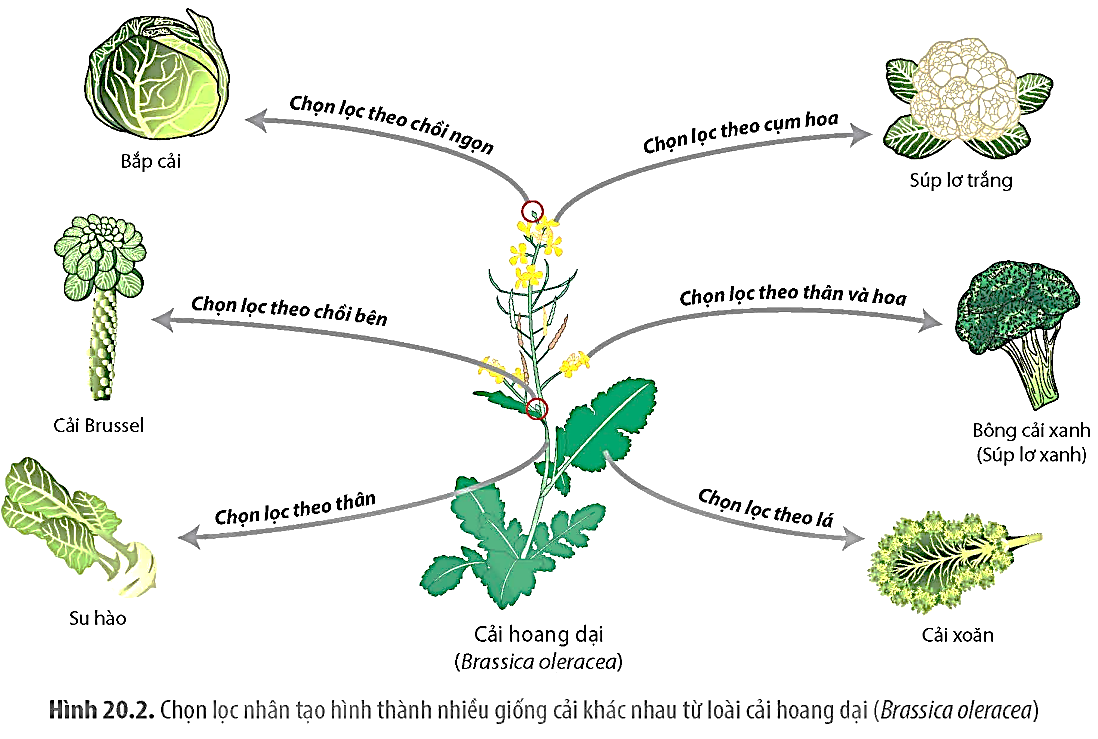 Chọn lọc theo chồi ngọn
Chọn lọc theo cụm hoa
Bắp cải
Súp lơ trắng
Chọn lọc theo chồi bên
Chọn lọc theo thân và hoa
Cải Brussel
Bông cải xanh
(Súp lơ xanh)
Chọn lọc theo thân
Chọn lọc theo lá
Su hào
Cải xoăn
Cải hoang dại
(Brassica oleracea)
Hình 20.2. Chọn lọc nhân tạo hình thành nhiều giống cải khác nhau từ loài cải hoang dại (Brassica oleracea)